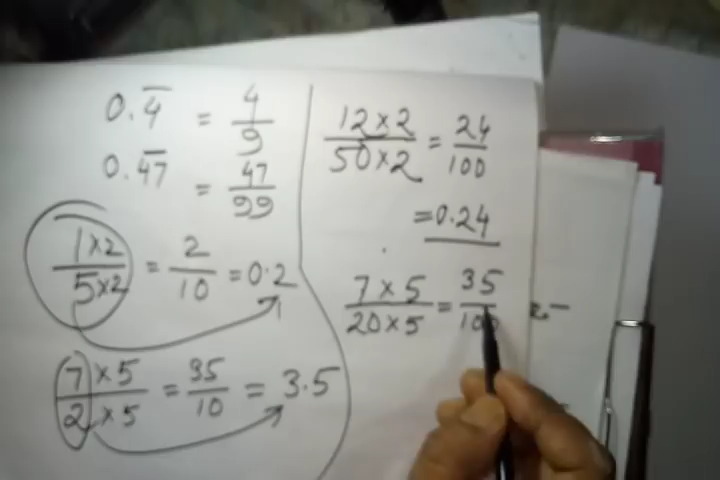 0.4̅ = 4/9
0.4̅7̅ = 47/99
1×2/5×2 = 2/10 = 0.2
7×5/2×5 = 35/10 = 3.5
12×2/50×2 = 24/100
=0.24
7×5/20×5 = 35/100